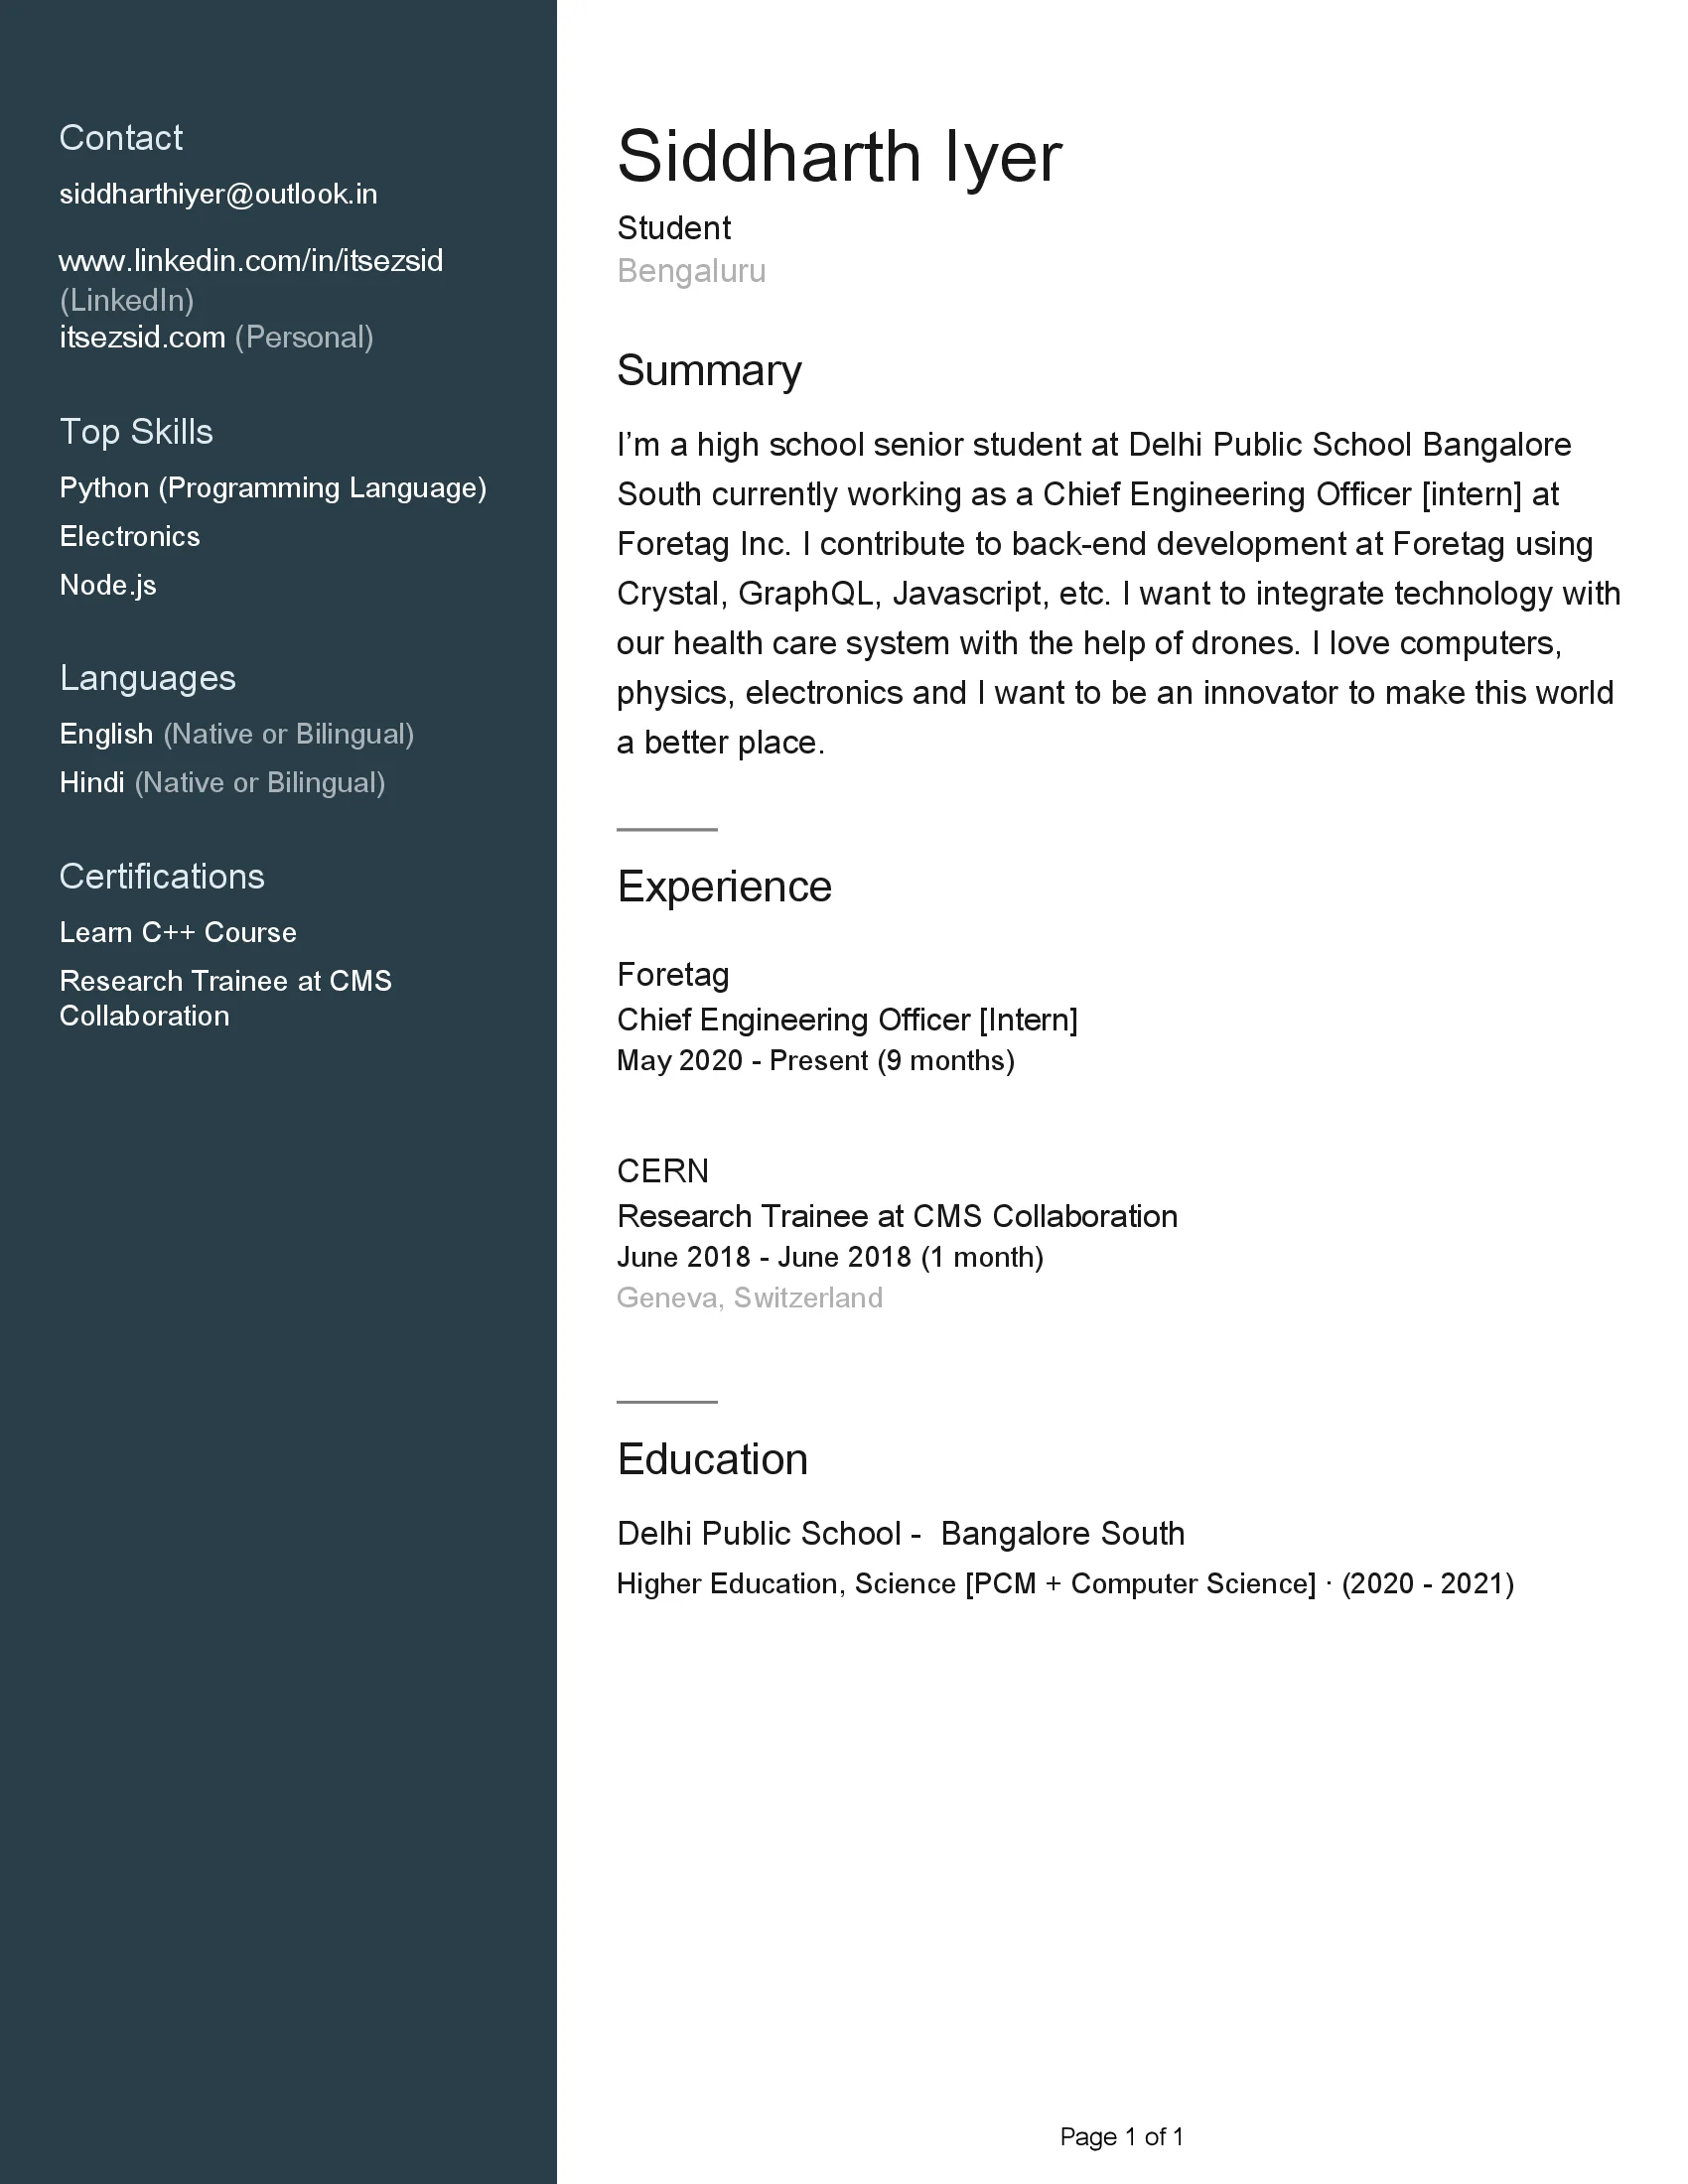 Contact
siddharthiyer@outlook.in
www.linkedin.com/in/itsezsid
(LinkedIn)
itsezsid.com (Personal)
Top Skills
Python (Programming Language)
Electronics
Node.js
Languages
English (Native or Bilingual)
Hindi (Native or Bilingual)
Certifications
Learn C++ Course
Research Trainee at CMS
Collaboration
Siddharth Iyer
Student
Bengaluru
Summary
I’m a high school senior student at Delhi Public School Bangalore
South currently working as a Chief Engineering Officer [intern] at
Foretag Inc. I contribute to back-end development at Foretag using
Crystal, GraphQL, Javascript, etc. I want to integrate technology with
our health care system with the help of drones. I love computers,
physics, electronics and I want to be an innovator to make this world
a better place.
Experience
Foretag
Chief Engineering Officer [Intern]
May 2020 - Present (9 months)
CERN
Research Trainee at CMS Collaboration
June 2018 - June 2018 (1 month)
Geneva, Switzerland
Education
Delhi Public School -  Bangalore South
Higher Education, Science [PCM + Computer Science] · (2020 - 2021)
Page 1 of 1